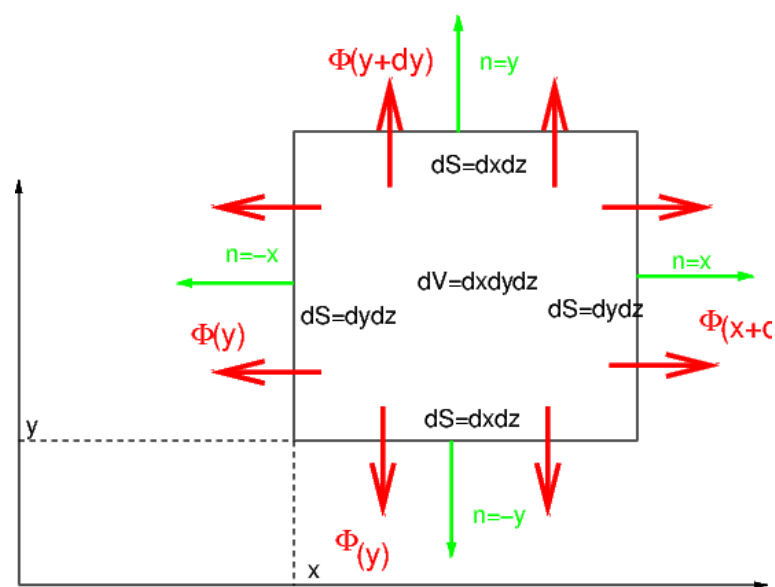 Φ(y+dy)
n=y
dS=dxdz
n=-x
dV=dxdydz
n=x
dS=dydz
dS=dydz
Φ(y)
Φ(x+d
dS=dxdz
y
n=-y
Φ(y)
x